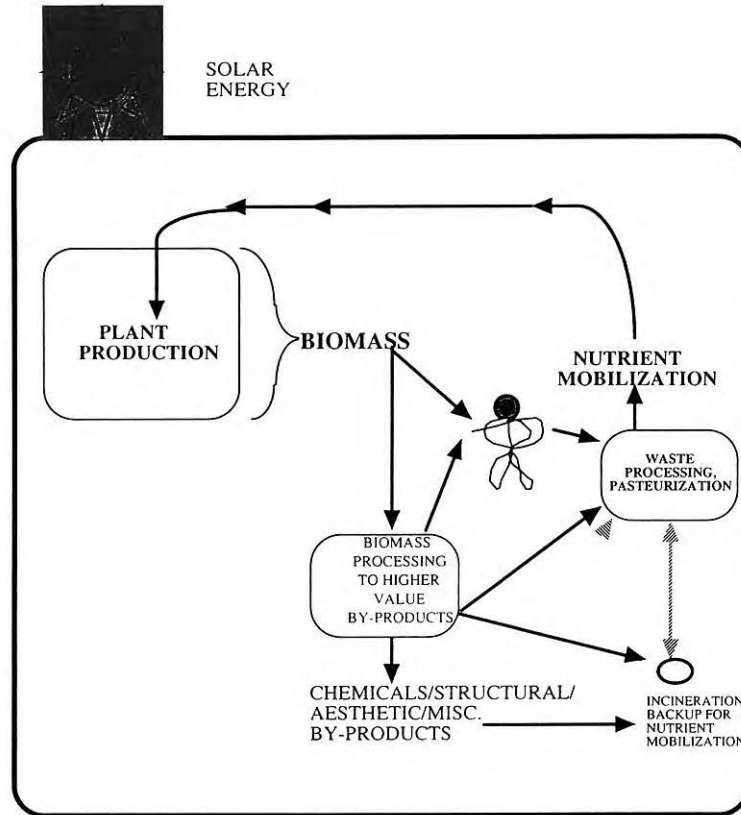 SOLAR
ENERGY
PLANT
PRODUCTION
BIOMASS
NUTRIENT
MOBILIZATION
WASTE
PROCESSING,
PASTEURIZATION
BIOMASS
PROCESSING
TO HIGHER
VALUE
BY-PRODUCTS
CHEMICALS/STRUCTURAL/
AESTHETIC/MISC.
BY-PRODUCTS
INCINERATION
BACKUP FOR
NUTRIENT
MOBILIZATION